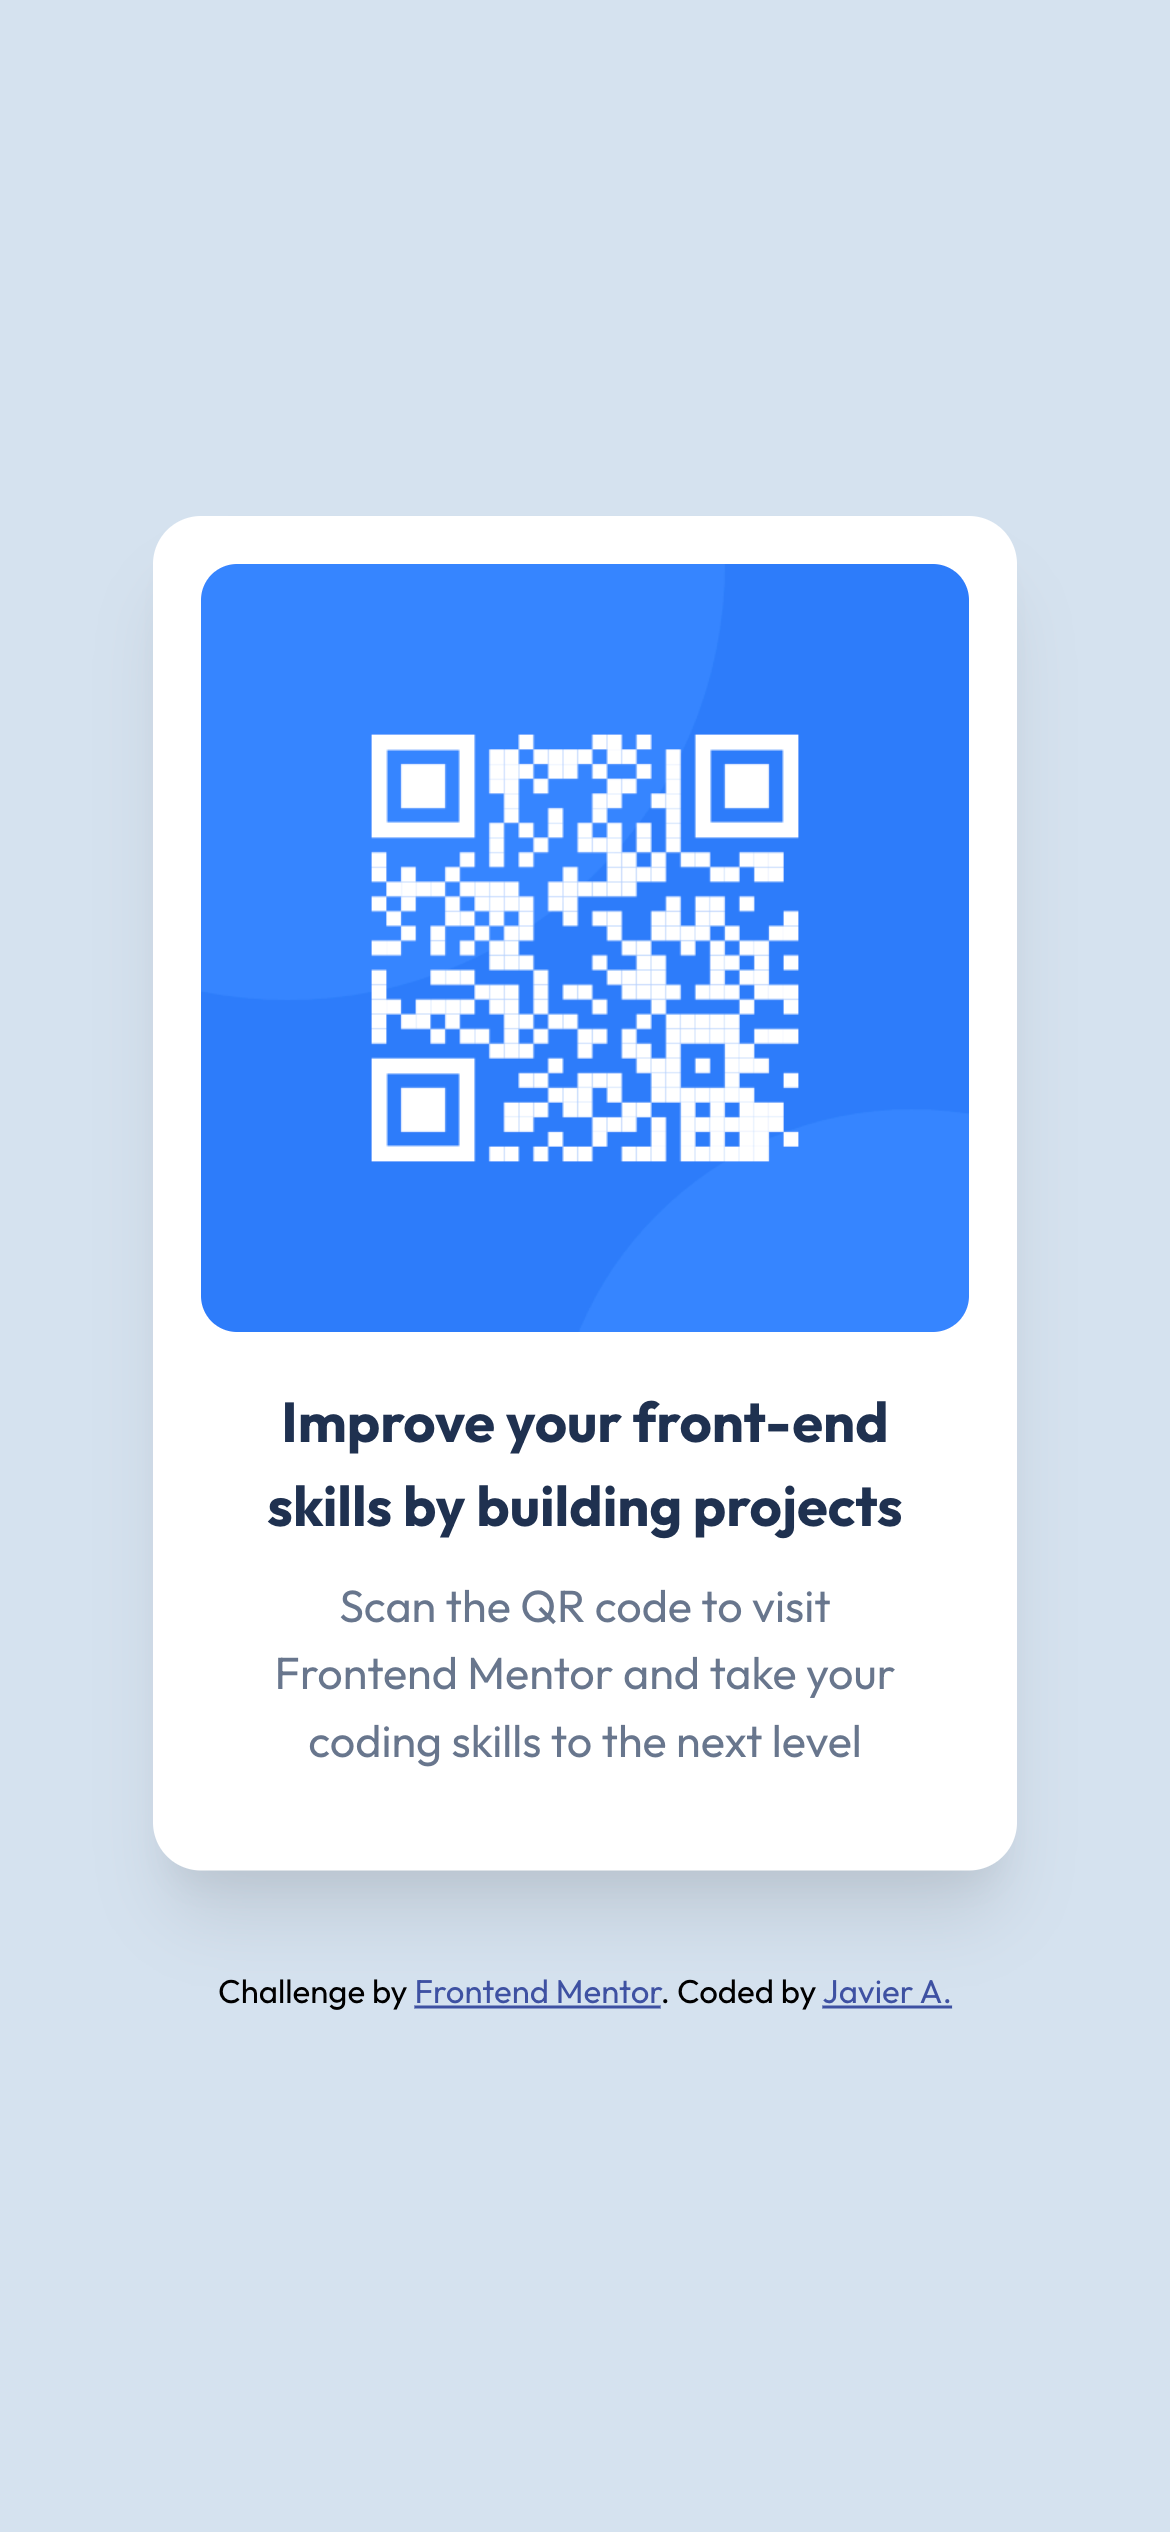 Improve your front-end
skills by building projects
Scan the QR code to visit
Frontend Mentor and take your
coding skills to the next level
Challenge by Frontend Mentor. Coded by Javier A.